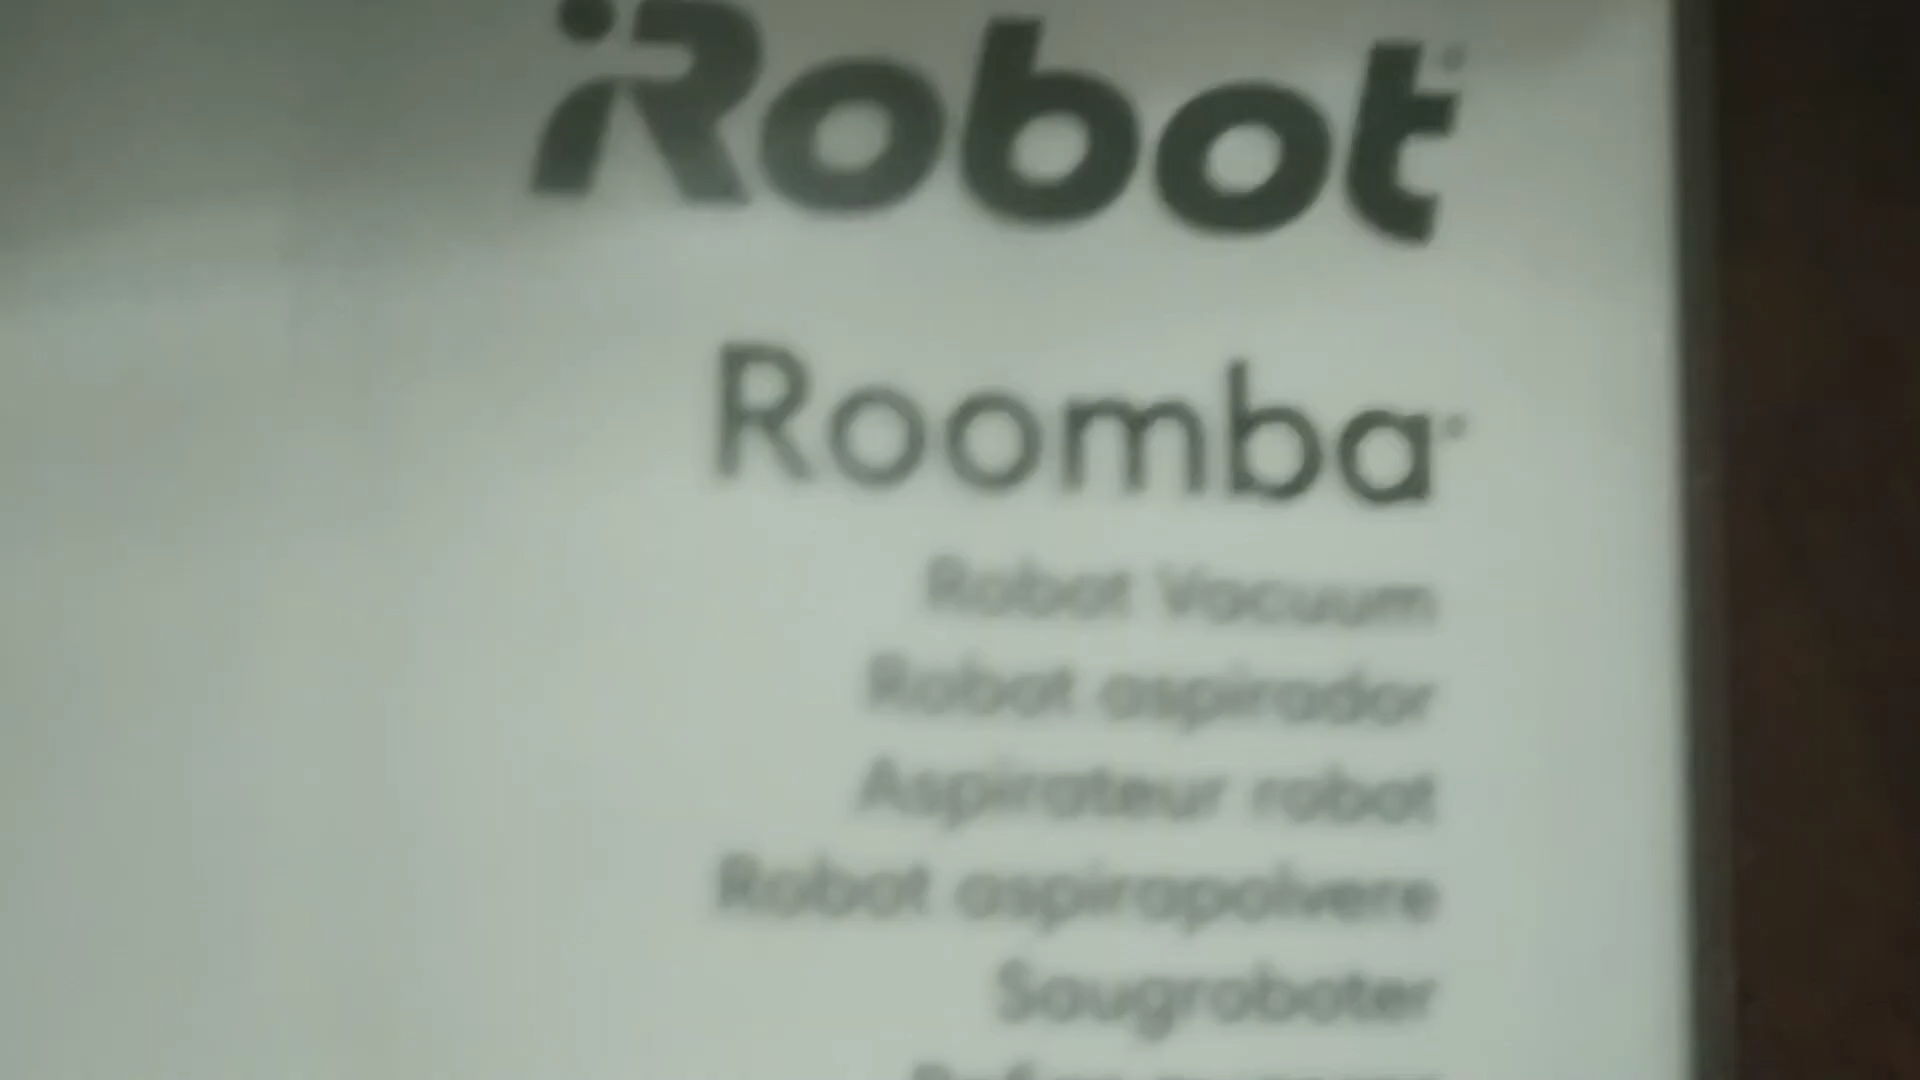 iRobot®
Roomba®
Robot Vacuum
Robot aspirador
Aspirateur robot
Robot aspirapolvere
Saugroboter